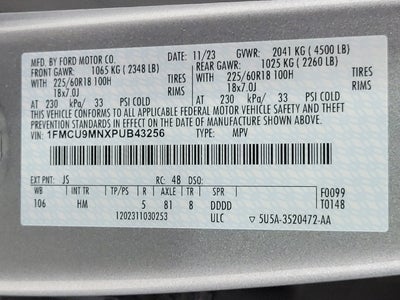 MFD. BY FORD MOTOR CO. 11/23 GVWR: 2041 KG ( 4500 LB)
FRONT GAWR: 1065 KG ( 2348 LB) REAR GAWR: 1025 KG ( 2260 LB)
WITH 225/60R18 100H TIRES WITH 225/60R18 100H TIRES
18x7.0J RIMS 18x7.0J RIMS
AT 230 kPa/ 33 PSI COLD AT 230 kPa/ 33 PSI COLD
THIS VEHICLE CONFORMS TO ALL APPLICABLE FEDERAL MOTOR VEHICLE SAFETY AND BUMPER
STANDARDS IN EFFECT ON THE DATE OF MANUFACTURE SHOWN ABOVE.
VIN: 1FMCU9MNXPUB43256 TYPE: MPV
EXT PNT: JS RC: 48 DSO: F0099
WB INT TR TP/PS R AXLE TR SPR T0148
106 HM 5 81 8 DDDD
1202311030253 ULC 5U5A-3520472-AA